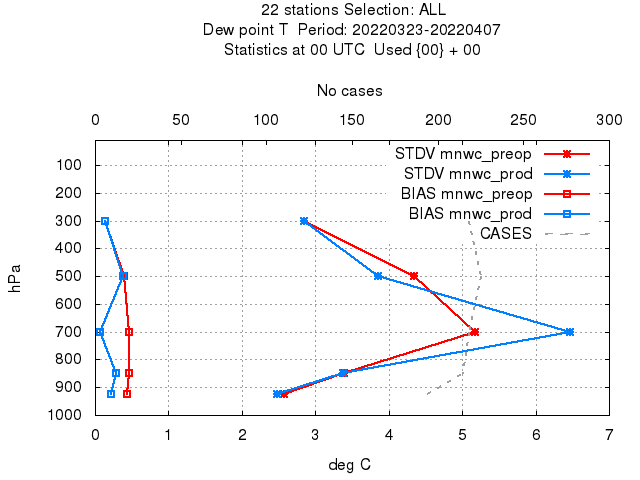 22 stations Selection: ALL
Dew point T  Period: 20220323-20220407
Statistics at 00 UTC  Used {00} + 00
No cases
0 50 100 150 200 250 300
STDV mnwc_preop
STDV mnwc_prod
BIAS mnwc_preop
BIAS mnwc_prod
CASES
hPa
100
200
300
400
500
600
700
800
900
1000
0 1 2 3 4 5 6 7
deg C